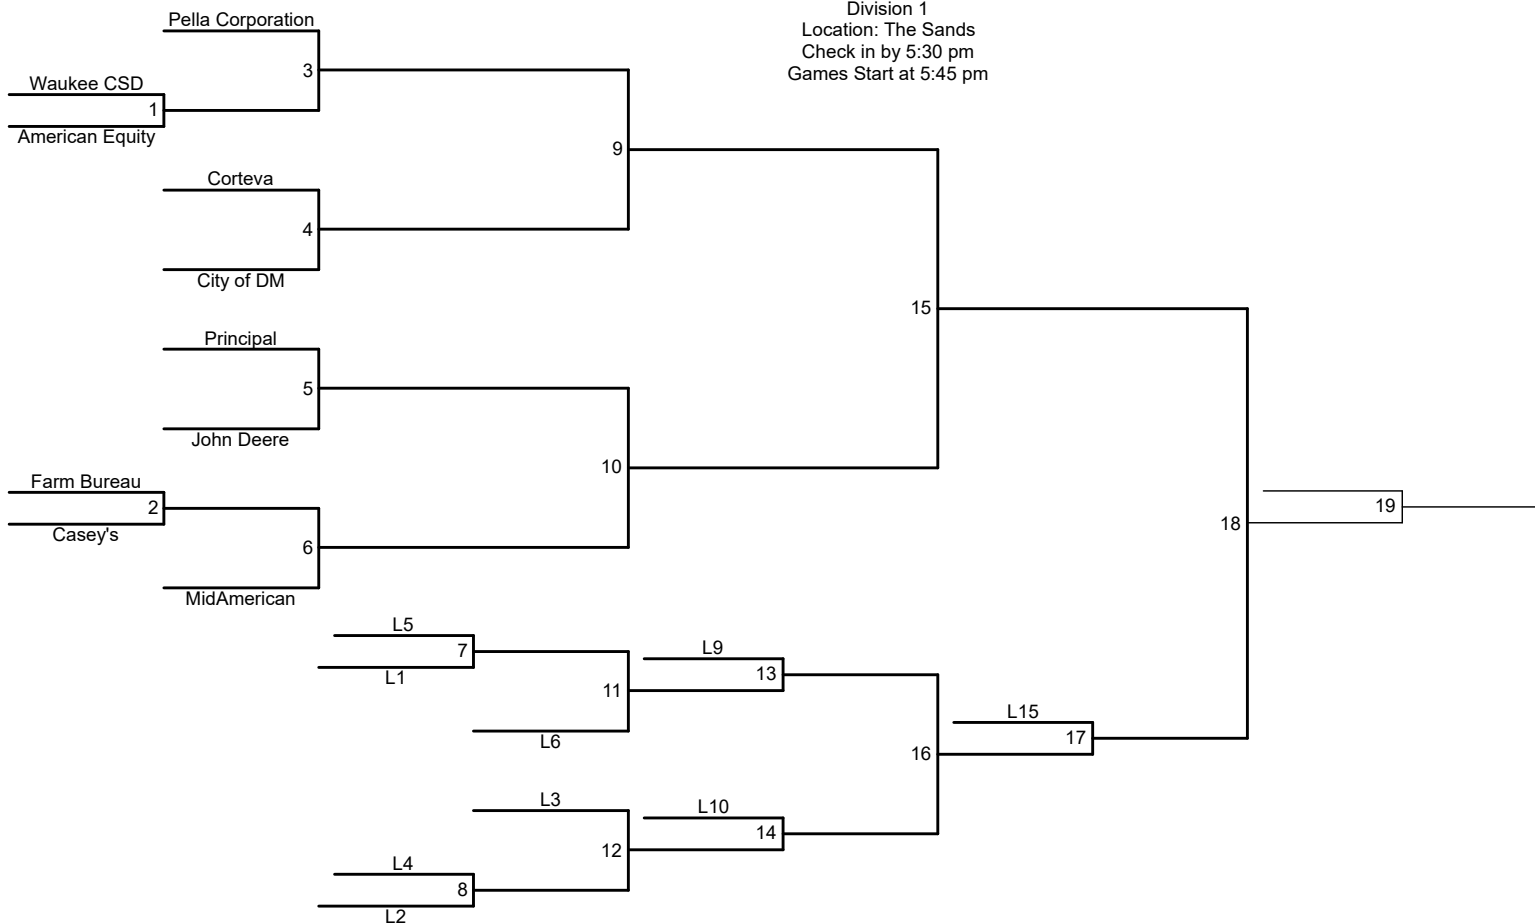 Division 1
Location: The Sands
Check in by 5:30 pm
Games Start at 5:45 pm
Pella Corporation
3
Waukee CSD
1
American Equity
9
Corteva
4
City of DM
15
Principal
5
John Deere
10
Farm Bureau
2
Casey's
6
MidAmerican
18
19
L5
7
L1
11
L6
L9
13
L15
17
16
L3
L10
14
12
L4
8
L2